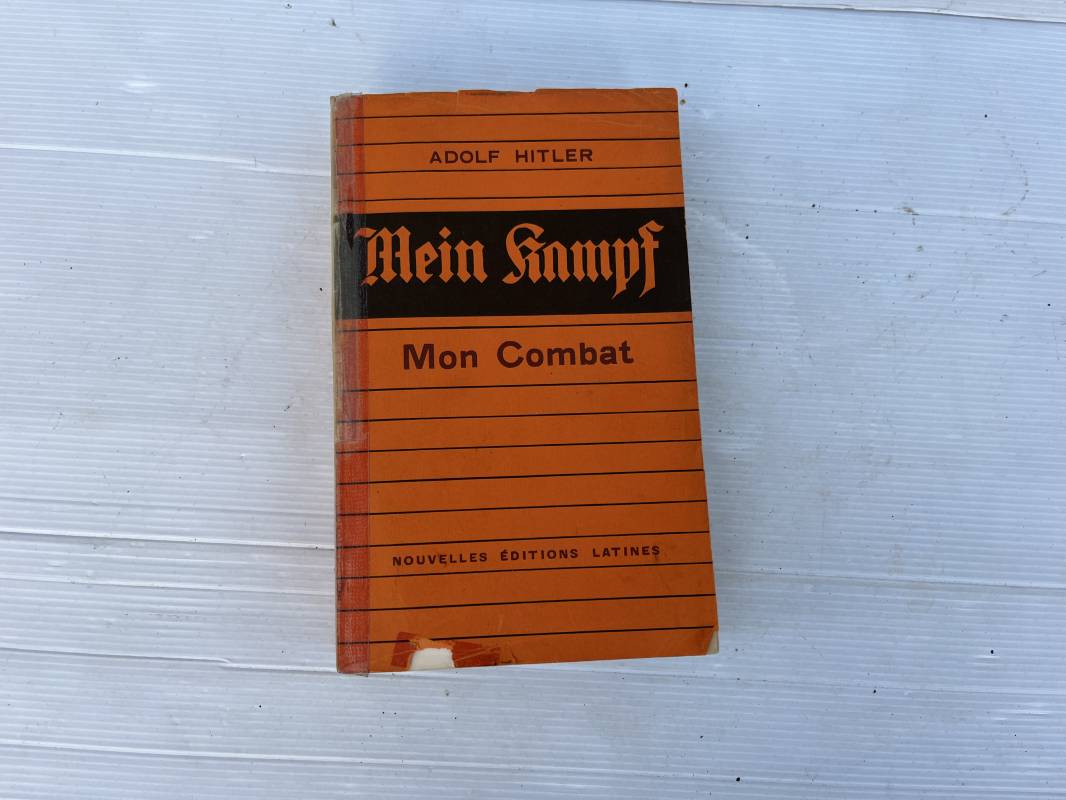 ADOLF HITLER
Mein Kampf
Mon Combat
NOUVELLES ÉDITIONS LATINES